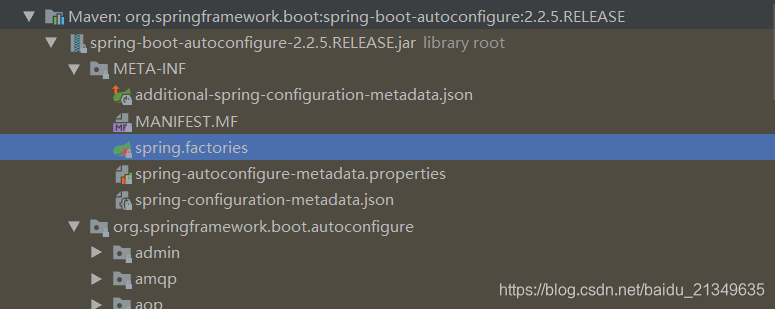 Maven: org.springframework.boot:spring-boot-autoconfigure:2.2.5.RELEASE
spring-boot-autoconfigure-2.2.5.RELEASE.jar library root
META-INF
additional-spring-configuration-metadata.json
MANIFEST.MF
spring.factories
spring-autoconfigure-metadata.properties
spring-configuration-metadata.json
org.springframework.boot.autoconfigure
admin
amqp
aop
https://blog.csdn.net/baidu_21349635